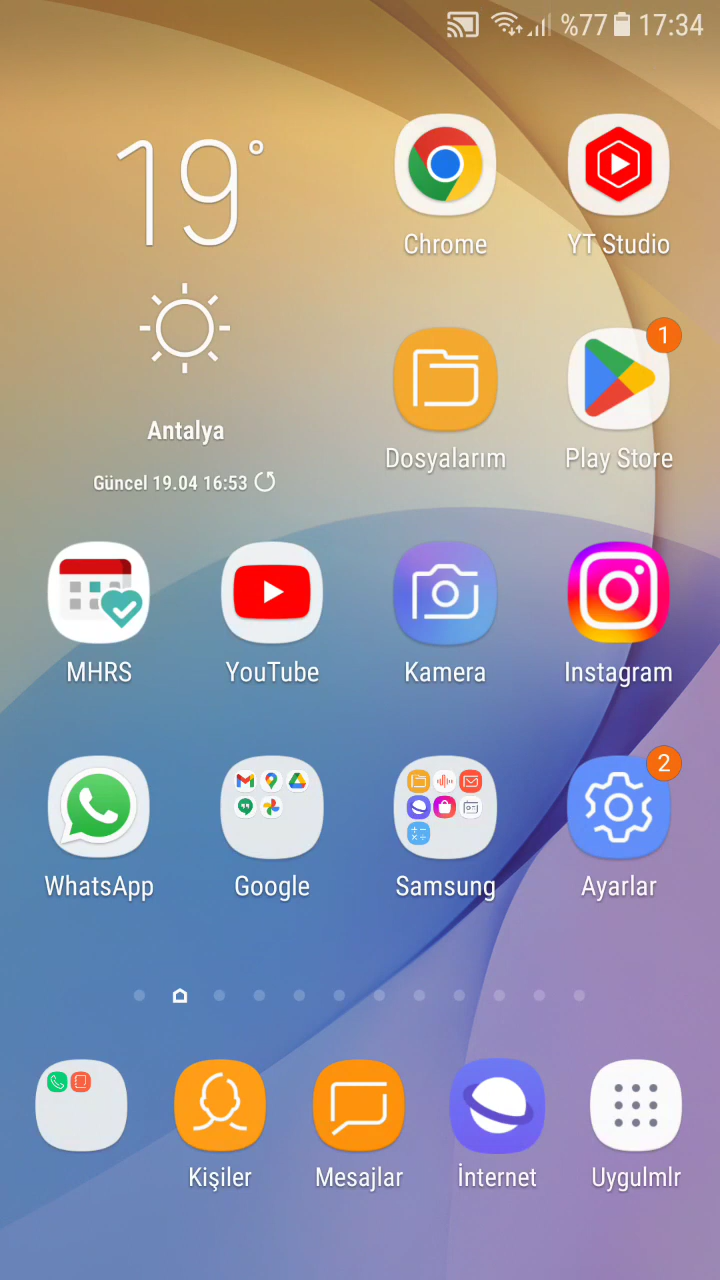 %77 17:34
19°
Antalya
Güncel 19.04 16:53
Chrome
YT Studio
Dosyalarım
1
Play Store
MHRS
YouTube
Kamera
Instagram
2
WhatsApp
Google
Samsung
Ayarlar
Kişiler
Mesajlar
İnternet
Uygulmlr